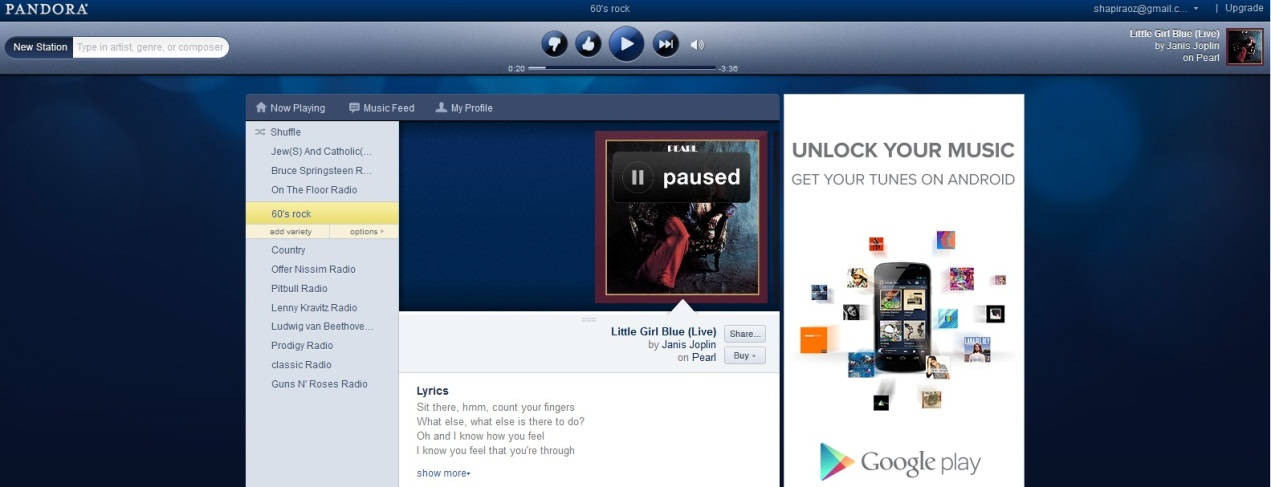 PANDORA
60's rock
shapiraoz@gmail.c...
| Upgrade
New Station
Type in artist, genre, or composer
0:20
-3:36
Little Girl Blue (Live)
by Janis Joplin
on Pearl
Now Playing
Music Feed
My Profile
Shuffle
Jew(S) And Catholic(...
Bruce Springsteen R...
On The Floor Radio
60's rock
add variety
options >
Country
Offer Nissim Radio
Pitbull Radio
Lenny Kravitz Radio
Ludwig van Beethove...
Prodigy Radio
classic Radio
Guns N' Roses Radio
PEARL
paused
Little Girl Blue (Live)
by Janis Joplin
on Pearl
Share...
Buy
Lyrics
Sit there, hmm, count your fingers
What else, what else is there to do?
Oh and I know how you feel
I know you feel that you're through
show more
UNLOCK YOUR MUSIC
GET YOUR TUNES ON ANDROID
LANA DEL REY
Google play